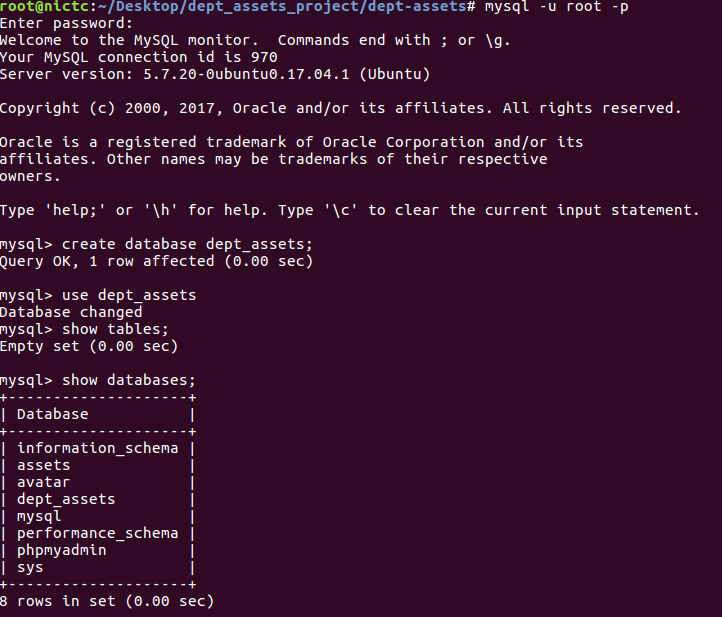 root@nictc:~/Desktop/dept_assets_project/dept-assets# mysql -u root -p
Enter password:
Welcome to the MySQL monitor.  Commands end with ; or \g.
Your MySQL connection id is 970
Server version: 5.7.20-0ubuntu0.17.04.1 (Ubuntu)

Copyright (c) 2000, 2017, Oracle and/or its affiliates. All rights reserved.

Oracle is a registered trademark of Oracle Corporation and/or its
affiliates. Other names may be trademarks of their respective
owners.

Type 'help;' or '\h' for help. Type '\c' to clear the current input statement.

mysql> create database dept_assets;
Query OK, 1 row affected (0.00 sec)

mysql> use dept_assets
Database changed
mysql> show tables;
Empty set (0.00 sec)

mysql> show databases;
+--------------------+
| Database           |
+--------------------+
| information_schema |
| assets             |
| avatar             |
| dept_assets        |
| mysql              |
| performance_schema |
| phpmyadmin         |
| sys                |
+--------------------+
8 rows in set (0.00 sec)